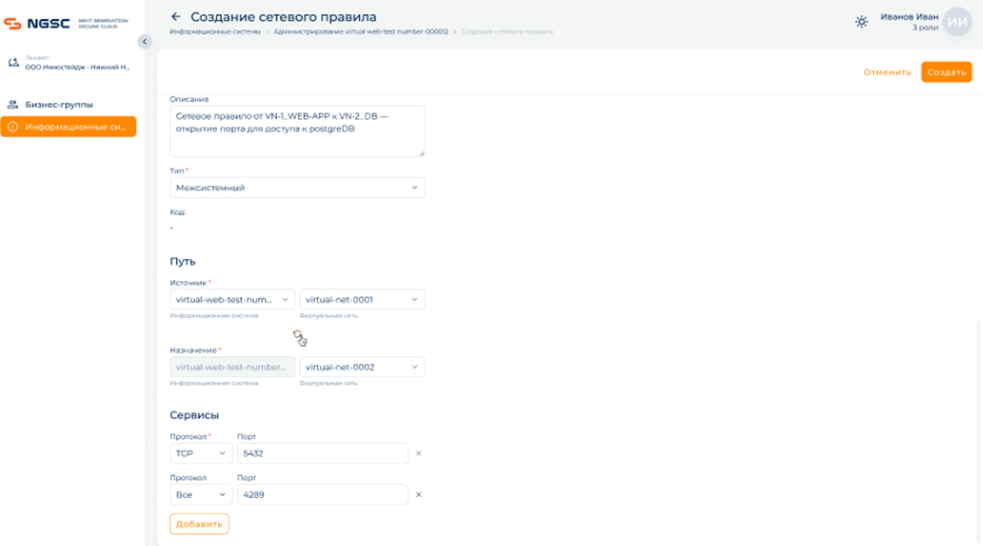 NGSC NEXT GENERATION
SECURE CLOUD
Тенант:
ООО Инностейдж - Нижний Н...
Бизнес-группы
Информационные си...
← Создание сетевого правила
Информационные системы > Администрирование virtual-web-test-number-000012 > Создание сетевого правила
Иванов Иван
3 роли
ИИ
Отменить
Создать
Описание
Сетевое правило от VN-1_WEB-APP к VN-2_DB —
открытие порта для доступа к postgreDB
Тип*
Межсистемный
Код:
-
Путь
Источник *
virtual-web-test-num... virtual-net-0001
Информационная система Виртуальная сеть
Назначение *
virtual-web-test-number... virtual-net-0002
Информационная система Виртуальная сеть
Сервисы
Протокол * Порт
TCP 5432 ×
Протокол Порт
Все 4289 ×
Добавить